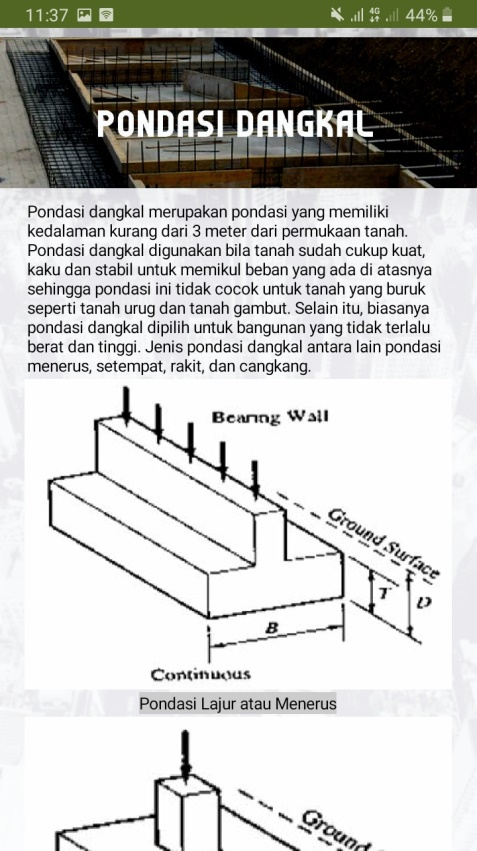 11:37 4G 44%
PONDASI DANGKAL
Pondasi dangkal merupakan pondasi yang memiliki
kedalaman kurang dari 3 meter dari permukaan tanah.
Pondasi dangkal digunakan bila tanah sudah cukup kuat,
kaku dan stabil untuk memikul beban yang ada di atasnya
sehingga pondasi ini tidak cocok untuk tanah yang buruk
seperti tanah urug dan tanah gambut. Selain itu, biasanya
pondasi dangkal dipilih untuk bangunan yang tidak terlalu
berat dan tinggi. Jenis pondasi dangkal antara lain pondasi
menerus, setempat, rakit, dan cangkang.
Bearing Wall
Ground Surface
T
D
B
Continuous
Pondasi Lajur atau Menerus
Ground